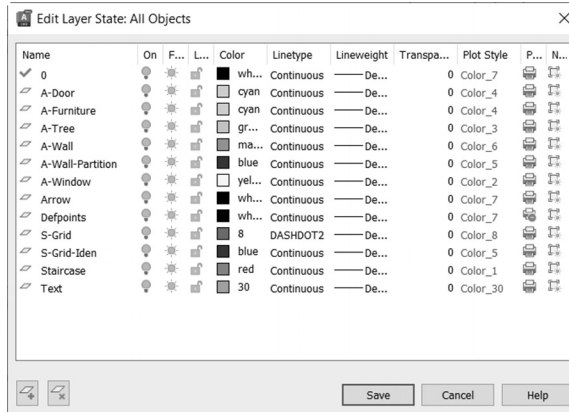 Edit Layer State: All Objects
Name On F... L... Color Linetype Lineweight Transpa... Plot Style P... N...
0 wh... Continuous De... 0 Color_7
A-Door cyan Continuous De... 0 Color_4
A-Furniture cyan Continuous De... 0 Color_4
A-Tree gr... Continuous De... 0 Color_3
A-Wall ma... Continuous De... 0 Color_6
A-Wall-Partition blue Continuous De... 0 Color_5
A-Window yel... Continuous De... 0 Color_2
Arrow wh... Continuous De... 0 Color_7
Defpoints wh... Continuous De... 0 Color_7
S-Grid 8 DASHDOT2 De... 0 Color_8
S-Grid-Iden blue Continuous De... 0 Color_5
Staircase red Continuous De... 0 Color_1
Text 30 Continuous De... 0 Color_30
Save Cancel Help